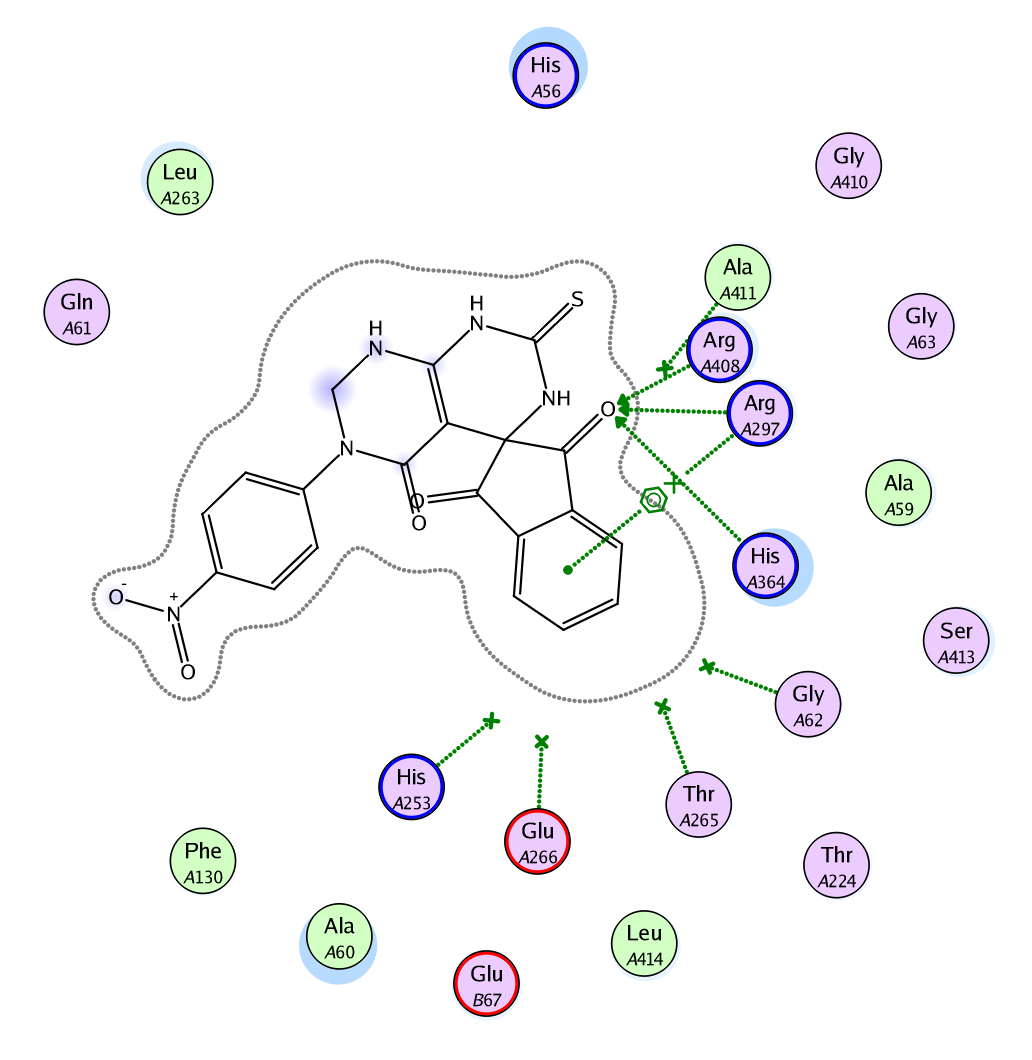 His
A56
Gly
A410
Leu
A263
Ala
A411
Gln
A61
H
S
N
Gly
A63
H
N
Arg
A408
NH
O
Arg
A297
N
O
O
Ala
A59
His
A364
-
O
+
N
O
Ser
A413
Gly
A62
His
A253
Thr
A265
Glu
A266
Phe
A130
Thr
A224
Ala
A60
Leu
A414
Glu
B67